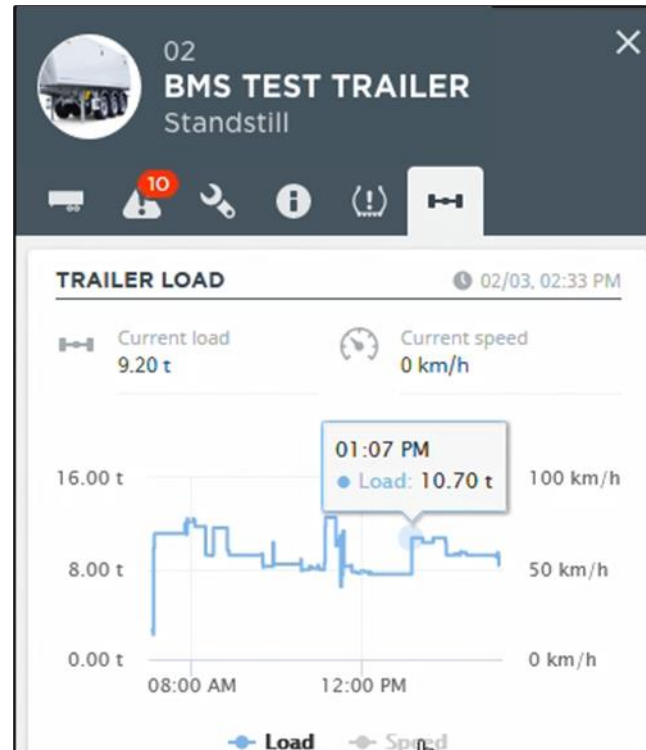 02
BMS TEST TRAILER
Standstill
10
TRAILER LOAD
02/03, 02:33 PM
Current load
9.20 t
Current speed
0 km/h
01:07 PM
Load: 10.70 t
16.00 t
100 km/h
8.00 t
50 km/h
0.00 t
0 km/h
08:00 AM
12:00 PM
Load
Speed